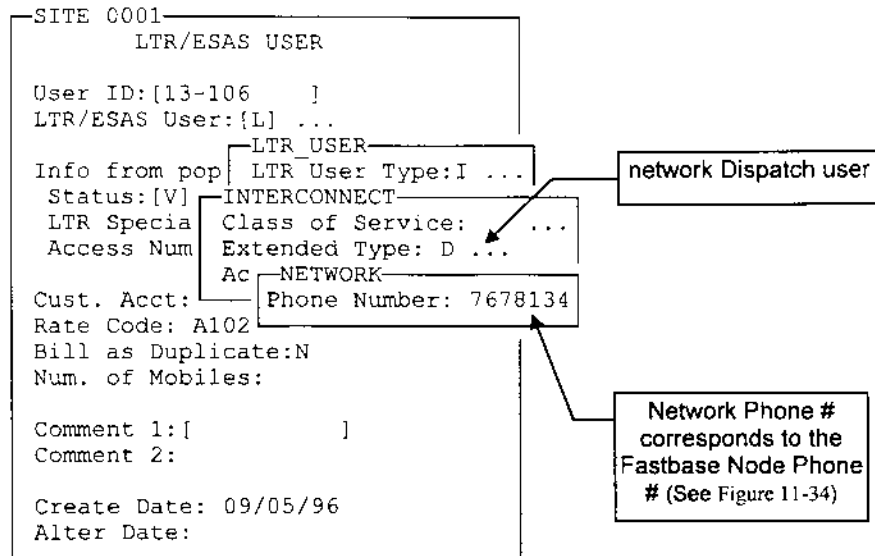 SITE 0001
LTR/ESAS USER
User ID:[13-106 ]
LTR/ESAS User:[L] ...
LTR_USER
Info from pop LTR User Type:I ...
Status:[V] INTERCONNECT
LTR Specia Class of Service: ...
Access Num Extended Type: D ...
Ac NETWORK
Cust. Acct: Phone Number: 7678134
Rate Code: A102
Bill as Duplicate:N
Num. of Mobiles:
Comment 1:[ ]
Comment 2:
Create Date: 09/05/96
Alter Date:
network Dispatch user
Network Phone #
corresponds to the
Fastbase Node Phone
# (See Figure 11-34)